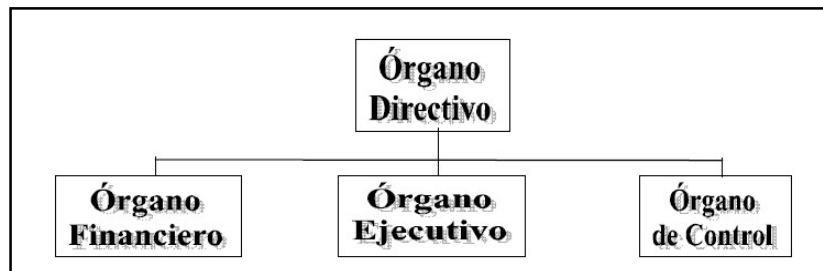 Órgano
Directivo
Órgano
Financiero
Órgano
Ejecutivo
Órgano
de Control